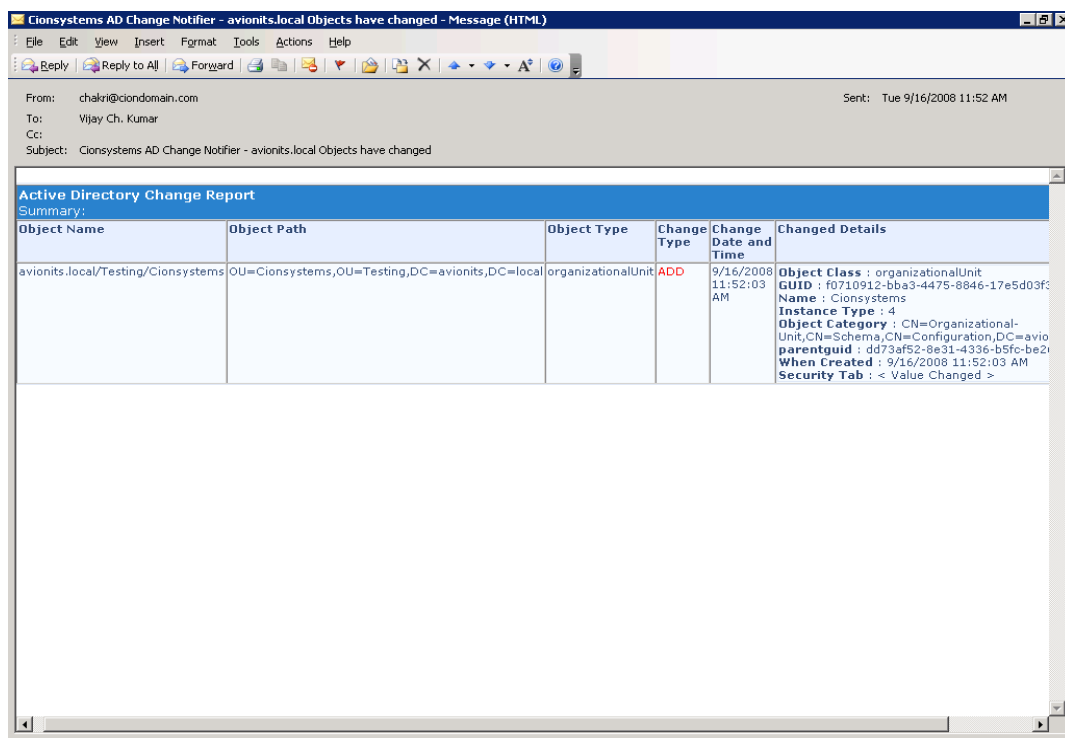 Cionsystems AD Change Notifier - avionits.local Objects have changed - Message (HTML)
File Edit View Insert Format Tools Actions Help
Reply Reply to All Forward
From: chakri@ciondomain.com Sent: Tue 9/16/2008 11:52 AM
To: Vijay Ch. Kumar
Cc:
Subject: Cionsystems AD Change Notifier - avionits.local Objects have changed
Active Directory Change Report
Summary:
Object Name Object Path Object Type Change Type Change Date and Time Changed Details
avionits.local/Testing/Cionsystems OU=Cionsystems,OU=Testing,DC=avionits,DC=local organizationalUnit ADD 9/16/2008 11:52:03 AM
Object Class : organizationalUnit
GUID : f0710912-bba3-4475-8846-17e5d03f3
Name : Cionsystems
Instance Type : 4
Object Category : CN=Organizational-
Unit,CN=Schema,CN=Configuration,DC=avio
parentguid : dd73af52-8e31-4336-b5fc-be2
When Created : 9/16/2008 11:52:03 AM
Security Tab : < Value Changed >